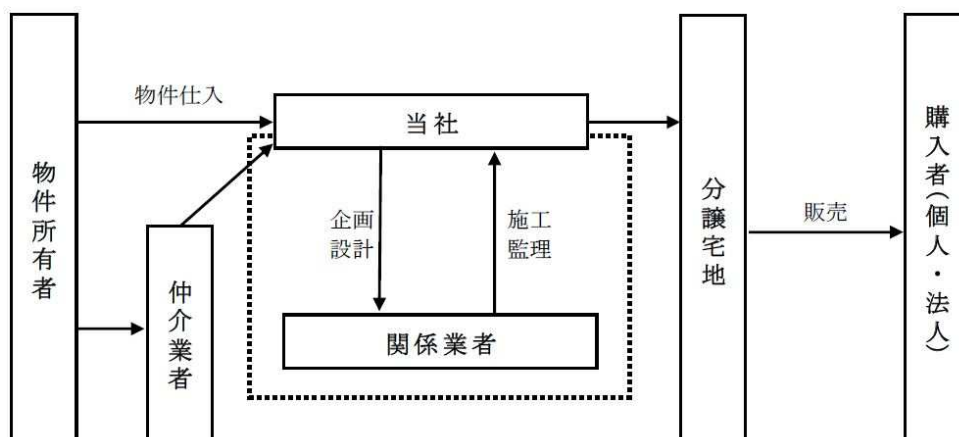 物件所有者
物件仕入
仲介業者
当社
企画
設計
施工
監理
関係業者
分譲宅地
販売
購入者(個人・法人)